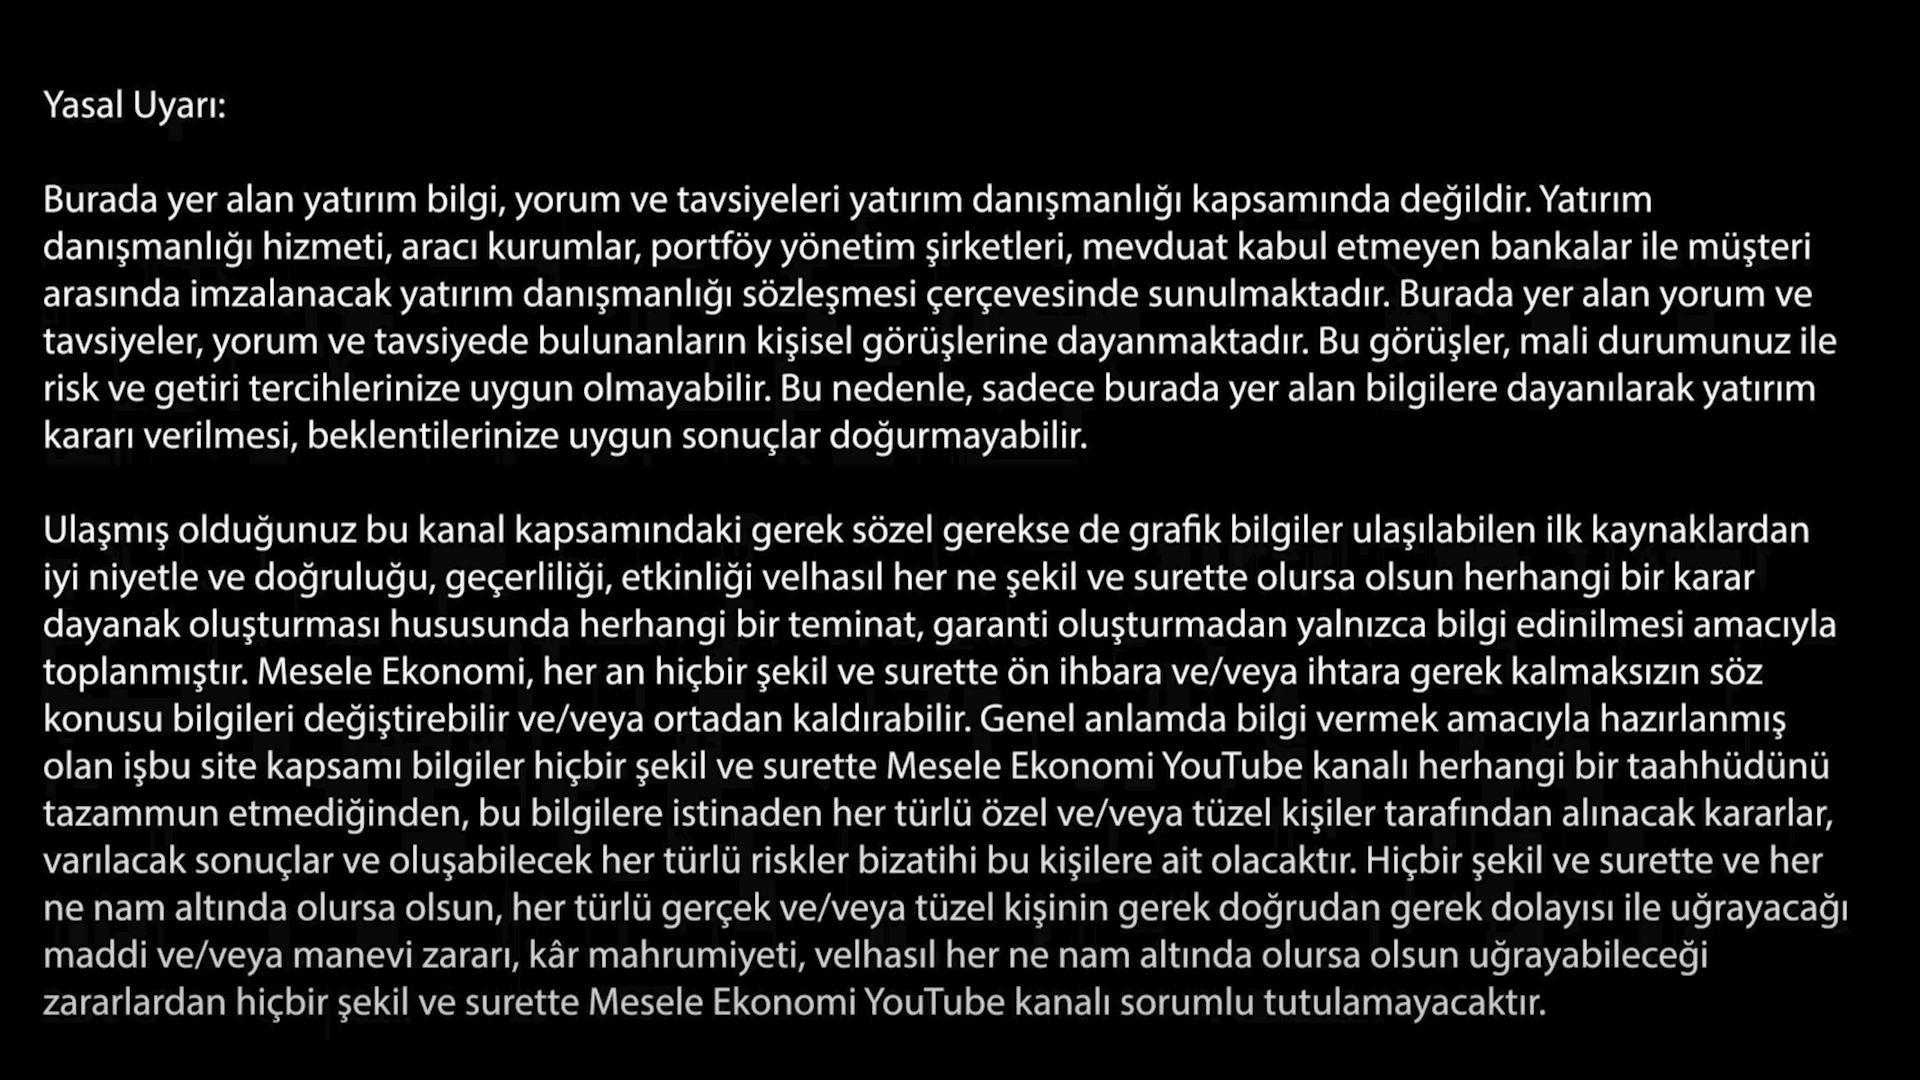 Yasal Uyarı:
Burada yer alan yatırım bilgi, yorum ve tavsiyeleri yatırım danışmanlığı kapsamında değildir. Yatırım
danışmanlığı hizmeti, aracı kurumlar, portföy yönetim şirketleri, mevduat kabul etmeyen bankalar ile müşteri
arasında imzalanacak yatırım danışmanlığı sözleşmesi çerçevesinde sunulmaktadır. Burada yer alan yorum ve
tavsiyeler, yorum ve tavsiyede bulunanların kişisel görüşlerine dayanmaktadır. Bu görüşler, mali durumunuz ile
risk ve getiri tercihlerinize uygun olmayabilir. Bu nedenle, sadece burada yer alan bilgilere dayanılarak yatırım
kararı verilmesi, beklentilerinize uygun sonuçlar doğurmayabilir.
Ulaşmış olduğunuz bu kanal kapsamındaki gerek sözel gerekse de grafik bilgiler ulaşılabilen ilk kaynaklardan
iyi niyetle ve doğruluğu, geçerliliği, etkinliği velhasıl her ne şekil ve surette olursa olsun herhangi bir karar
dayanak oluşturması hususunda herhangi bir teminat, garanti oluşturmadan yalnızca bilgi edinilmesi amacıyla
toplanmıştır. Mesele Ekonomi, her an hiçbir şekil ve surette ön ihbara ve/veya ihtara gerek kalmaksızın söz
konusu bilgileri değiştirebilir ve/veya ortadan kaldırabilir. Genel anlamda bilgi vermek amacıyla hazırlanmış
olan işbu site kapsamı bilgiler hiçbir şekil ve surette Mesele Ekonomi YouTube kanalı herhangi bir taahhüdünü
tazammun etmediğinden, bu bilgilere istinaden her türlü özel ve/veya tüzel kişiler tarafından alınacak kararlar,
varılacak sonuçlar ve oluşabilecek her türlü riskler bizatihi bu kişilere ait olacaktır. Hiçbir şekil ve surette ve her
ne nam altında olursa olsun, her türlü gerçek ve/veya tüzel kişinin gerek doğrudan gerek dolayısı ile uğrayacağı
maddi ve/veya manevi zararı, kâr mahrumiyeti, velhasıl her ne nam altında olursa olsun uğrayabileceği
zararlardan hiçbir şekil ve surette Mesele Ekonomi YouTube kanalı sorumlu tutulamayacaktır.